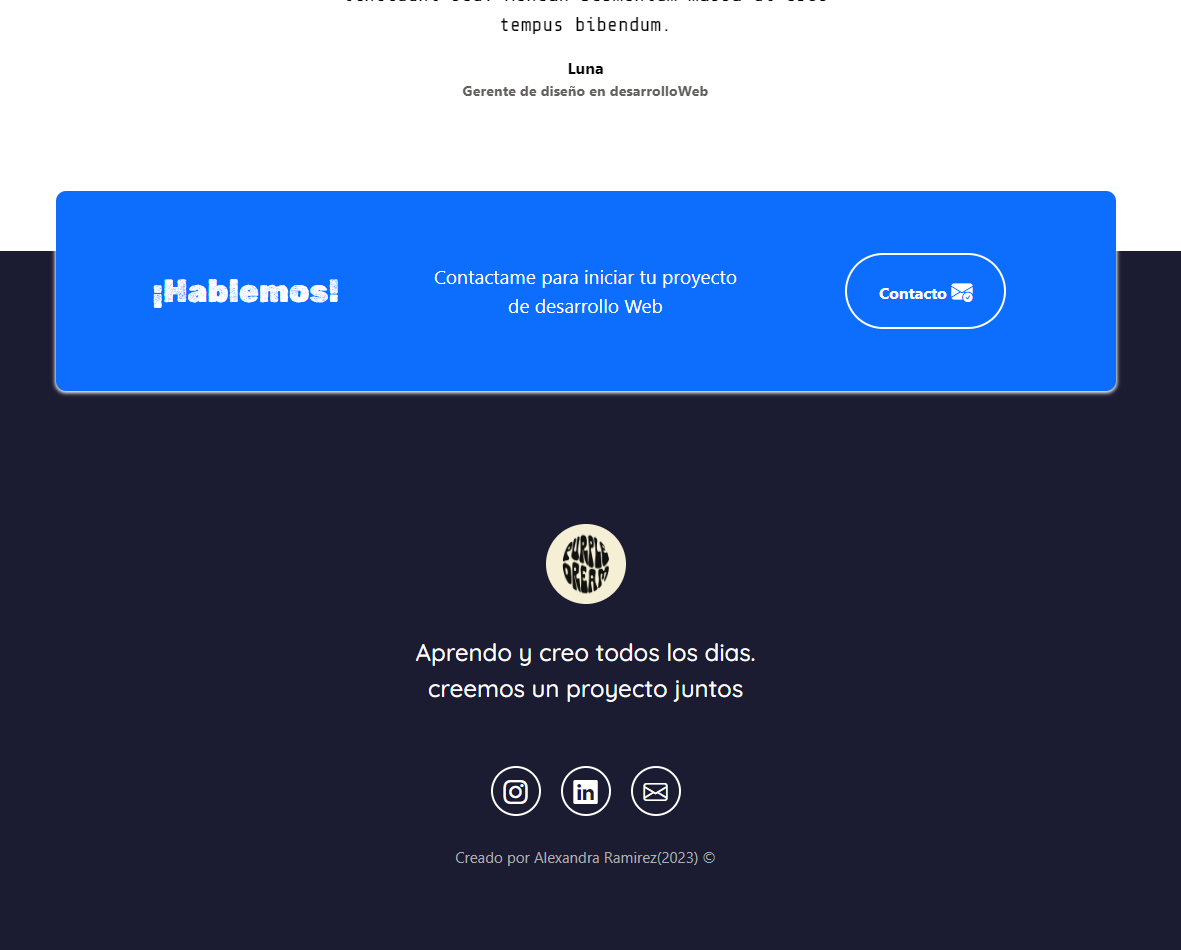 tempus bibendum.
Luna
Gerente de diseño en desarrolloWeb
¡Hablemos!
Contactame para iniciar tu proyecto
de desarrollo Web
Contacto
PURPLE
DREAM
Aprendo y creo todos los dias.
creemos un proyecto juntos
in
Creado por Alexandra Ramirez(2023) ©